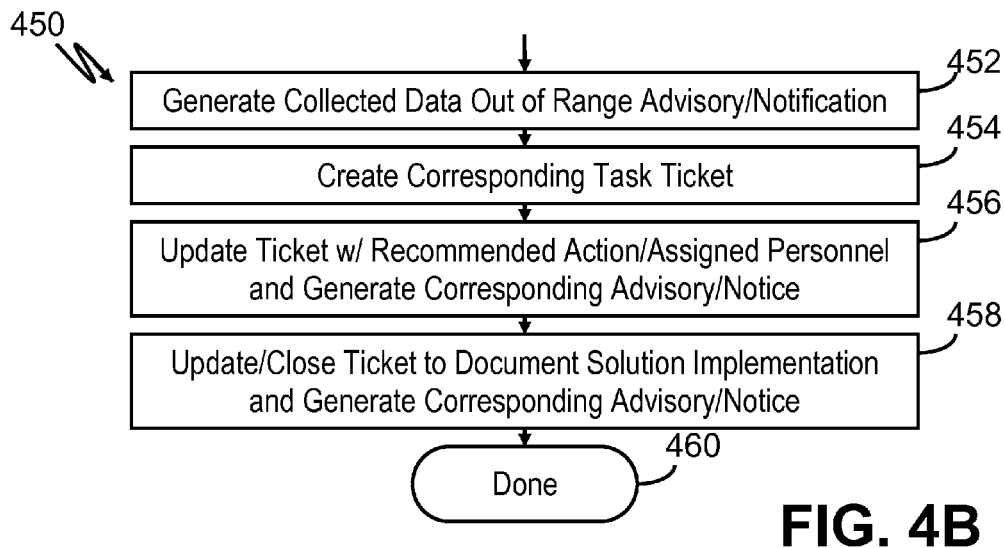 450
452
Generate Collected Data Out of Range Advisory/Notification
454
Create Corresponding Task Ticket
456
Update Ticket w/ Recommended Action/Assigned Personnel
and Generate Corresponding Advisory/Notice
458
Update/Close Ticket to Document Solution Implementation
and Generate Corresponding Advisory/Notice
460
Done
FIG. 4B